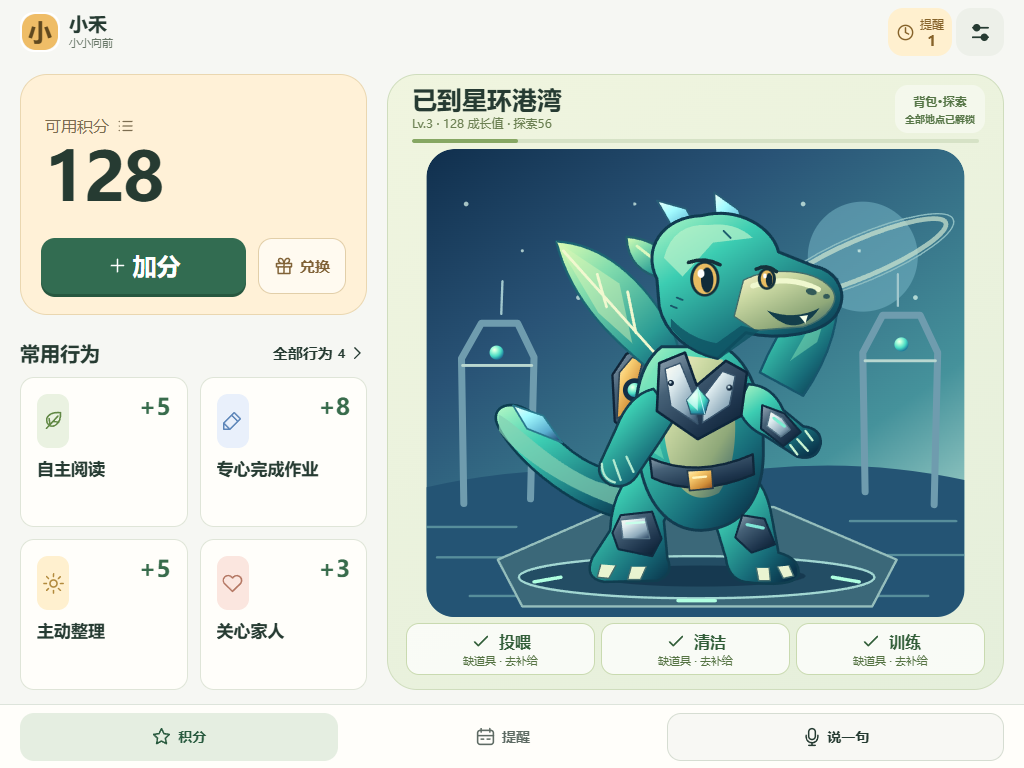 小
小禾
小小向前
提醒
1
可用积分
128
+ 加分
兑换
已到星环港湾
Lv.3 · 128 成长值 · 探索56
背包·探索
全部地点已解锁
常用行为
全部行为 4
+5
自主阅读
+8
专心完成作业
+5
主动整理
+3
关心家人
投喂
缺道具 · 去补给
清洁
缺道具 · 去补给
训练
缺道具 · 去补给
积分
提醒
说一句